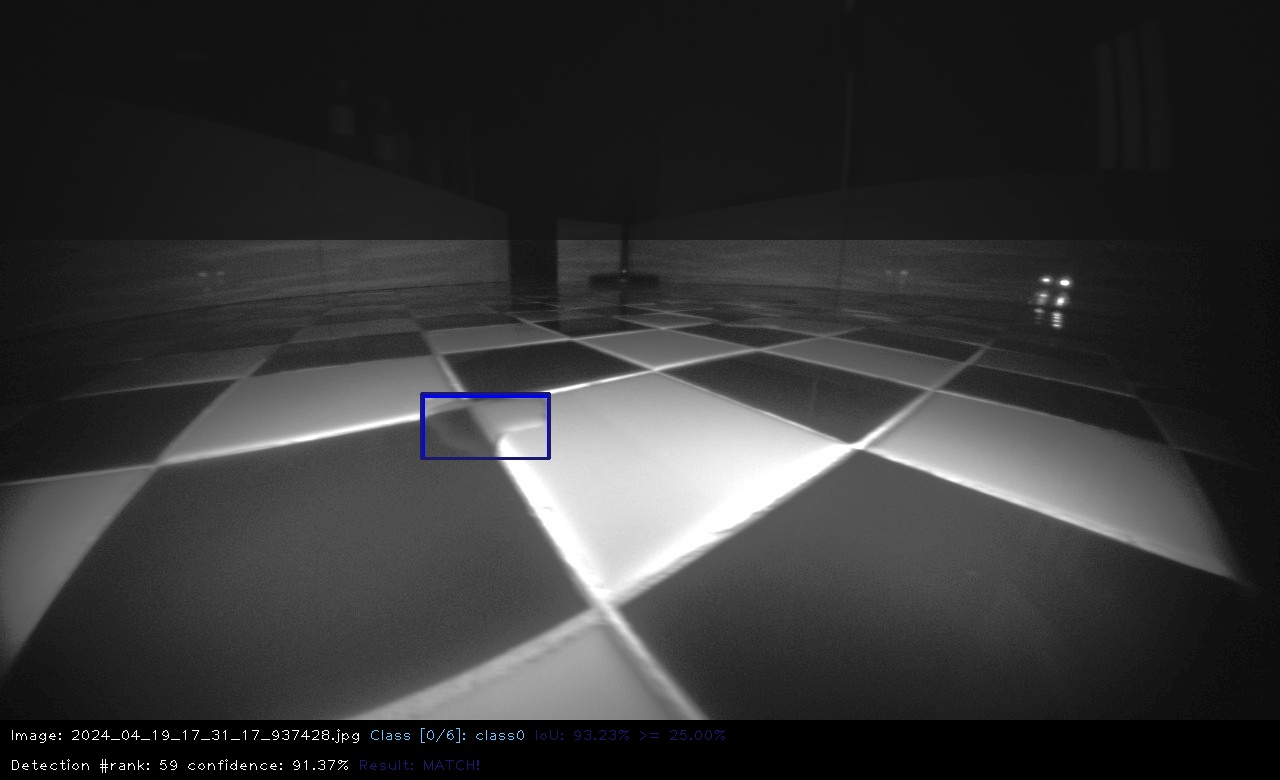 Image: 2024_04_19_17_31_17_937428.jpg Class [0/6]: class0 IoU: 93.23% >= 25.00%
Detection #rank: 59 confidence: 91.37% Result: MATCH!